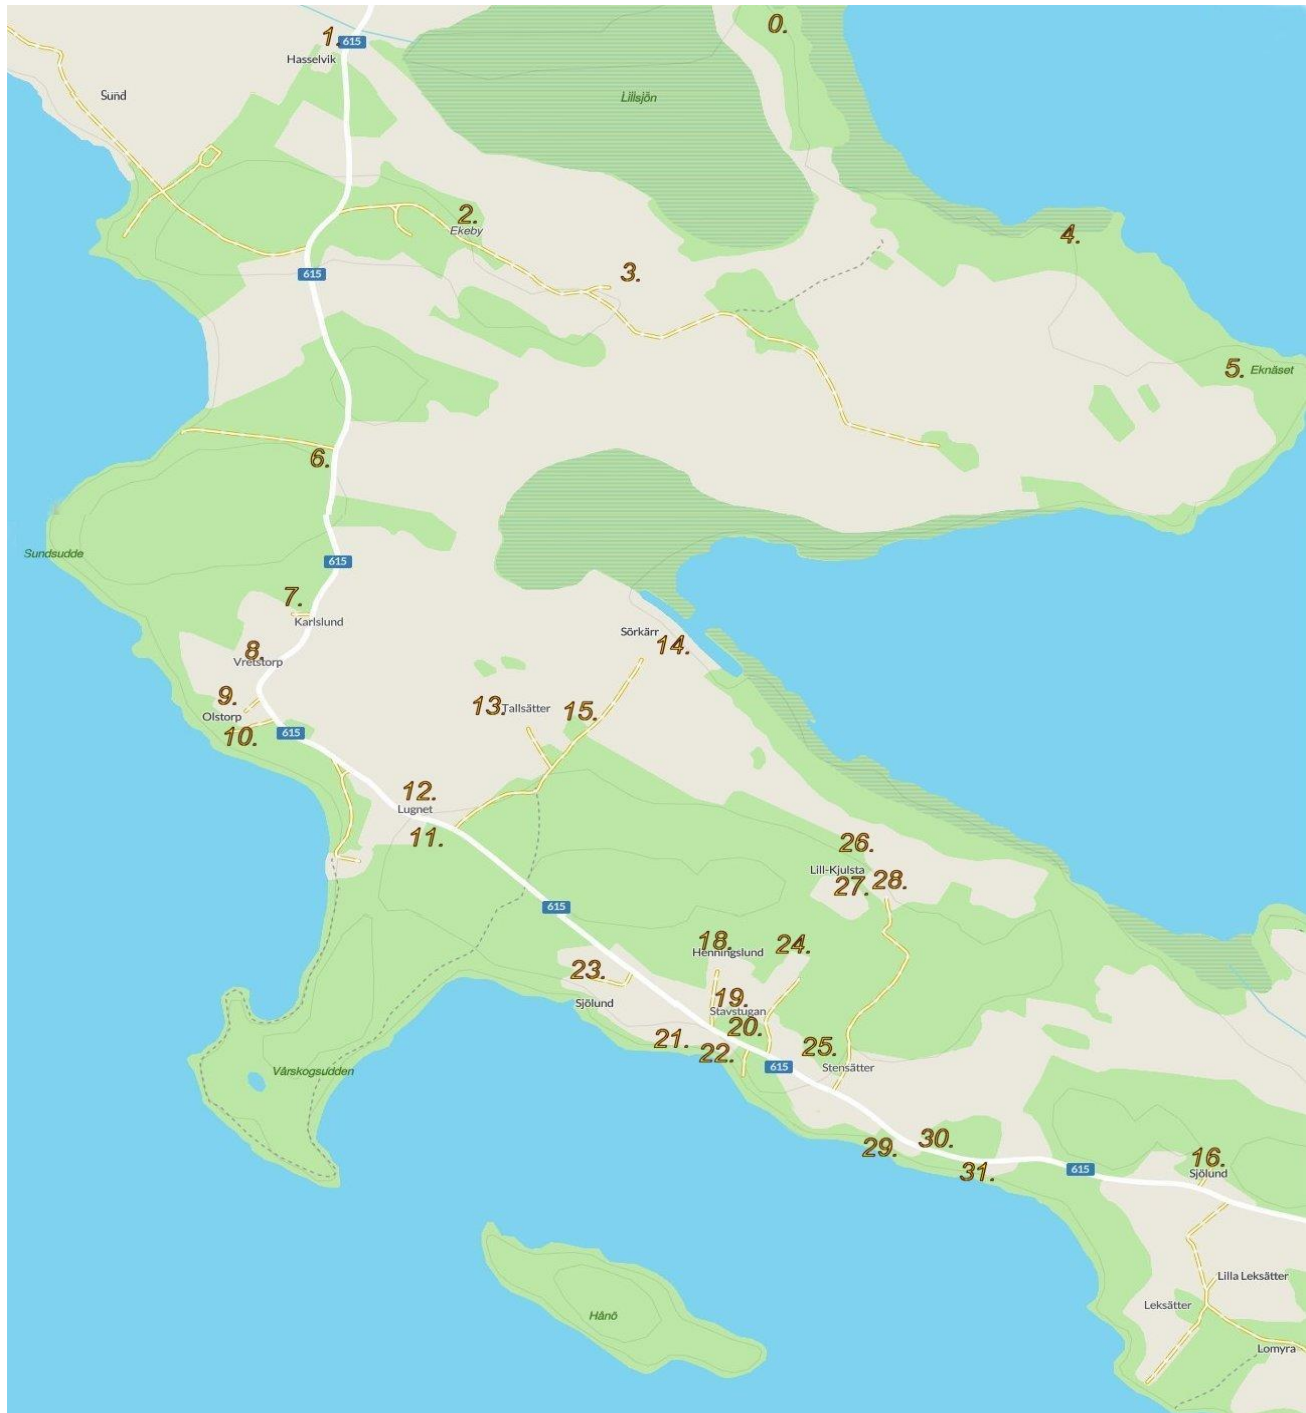 0.
1.
615
Hasselvik
Sund
Lillsjön
2.
Ekeby
4.
3.
615
5. Eknäset
6.
Sundsudde
615
7.
Karlslund
Sörkärr
14.
8.
Vretstorp
9.
Olstorp
13. Tallsätter
15.
10.
615
12.
Lugnet
11.
26.
Lill-Kjulsta
27. 28.
615
18.
Henningslund
24.
23.
Sjölund
19.
Stavstugan
20.
21.
22.
25.
615
Stensätter
Vårskogsudden
30.
29.
31.
615
16.
Sjölund
Lilla Leksätter
Leksätter
Hånö
Lomyra